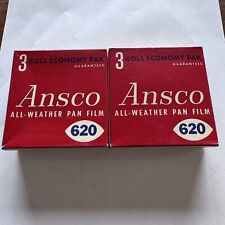 3 ROLL ECONOMY PAK
GUARANTEED
Ansco
ALL-WEATHER PAN FILM
620
3 ROLL ECONOMY PAK
GUARANTEED
Ansco
ALL-WEATHER PAN FILM
620